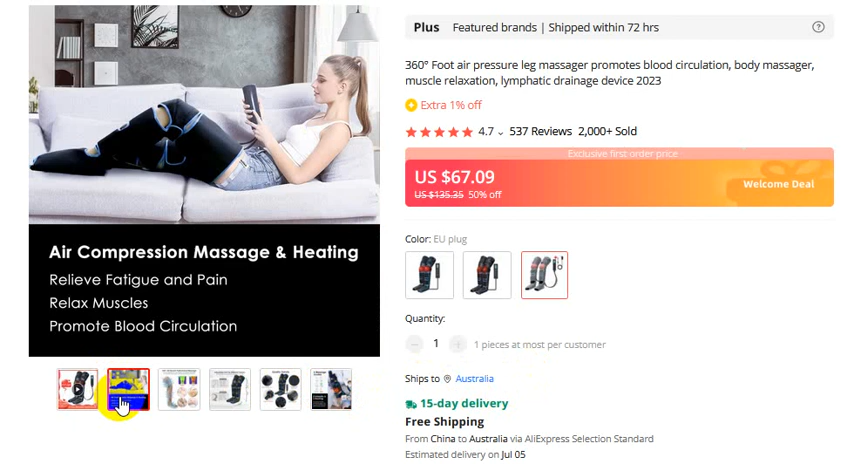 Plus Featured brands | Shipped within 72 hrs
360° Foot air pressure leg massager promotes blood circulation, body massager,
muscle relaxation, lymphatic drainage device 2023
Extra 1% off
4.7 537 Reviews 2,000+ Sold
Exclusive first-order price
US $67.09
US $135.35 50% off
Welcome Deal
Air Compression Massage & Heating
Relieve Fatigue and Pain
Relax Muscles
Promote Blood Circulation
Color: EU plug
Quantity:
1 1 pieces at most per customer
Ships to Australia
15-day delivery
Free Shipping
From China to Australia via AliExpress Selection Standard
Estimated delivery on Jul 05